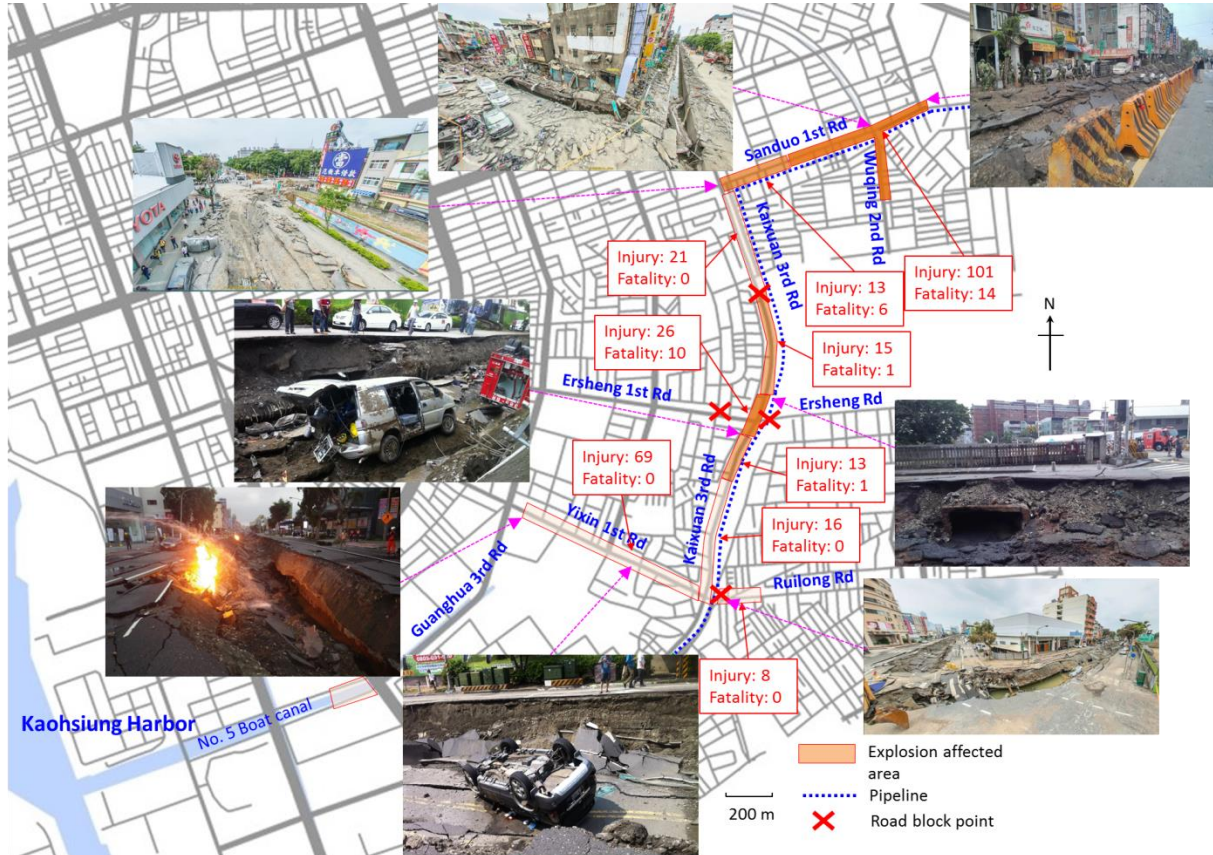 TOYOTA
Sanduo 1st Rd
Wuqing 2nd Rd
Kaixuan 3rd Rd
Injury: 21
Fatality: 0
Injury: 13
Fatality: 6
Injury: 101
Fatality: 14
N
Injury: 26
Fatality: 10
Injury: 15
Fatality: 1
Ersheng 1st Rd
Ersheng Rd
Injury: 69
Fatality: 0
Kaixuan 3rd Rd
Injury: 13
Fatality: 1
Yixin 1st Rd
Injury: 16
Fatality: 0
Guanghua 3rd Rd
Ruilong Rd
Injury: 8
Fatality: 0
Kaohsiung Harbor
No. 5 Boat canal
Explosion affected
area
Pipeline
200 m
Road block point